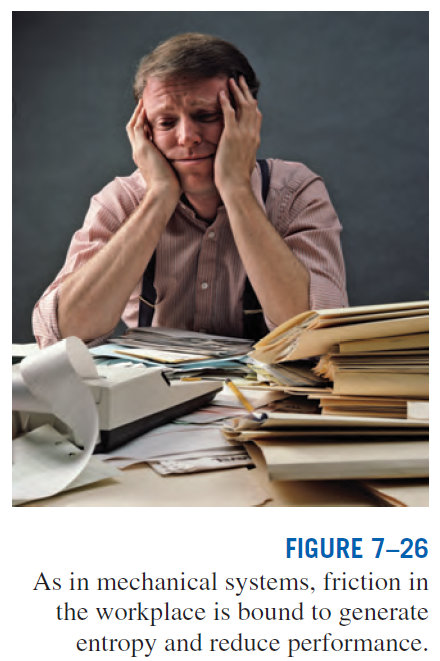 FIGURE 7–26
As in mechanical systems, friction in
the workplace is bound to generate
entropy and reduce performance.